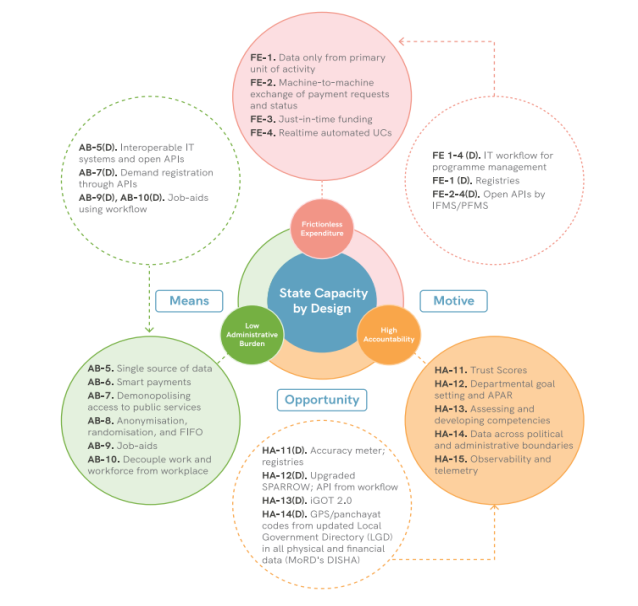 FE-1. Data only from primary
unit of activity
FE-2. Machine-to-machine
exchange of payment requests
and status
FE-3. Just-in-time funding
FE-4. Realtime automated UCs
AB-5(D). Interoperable IT
systems and open APIs
AB-7(D). Demand registration
through APIs
AB-9(D), AB-10(D). Job-aids
using workflow
FE 1-4 (D). IT workflow for
programme management
FE-1 (D). Registries
FE-2-4(D). Open APIs by
IFMS/PFMS
Frictionless
Expenditure
Means
State Capacity
by Design
Motive
Low
Administrative
Burden
High
Accountability
Opportunity
AB-5. Single source of data
AB-6. Smart payments
AB-7. Demonopolising
access to public services
AB-8. Anonymisation,
randomisation, and FIFO
AB-9. Job-aids
AB-10. Decouple work and
workforce from workplace
HA-11. Trust Scores
HA-12. Departmental goal
setting and APAR
HA-13. Assessing and
developing competencies
HA-14. Data across political
and administrative boundaries
HA-15. Observability and
telemetry
HA-11(D). Accuracy meter;
registries
HA-12(D). Upgraded
SPARROW; API from workflow
HA-13(D). iGOT 2.0
HA-14(D). GPS/panchayat
codes from updated Local
Government Directory (LGD)
in all physical and financial
data (MoRD's DISHA)